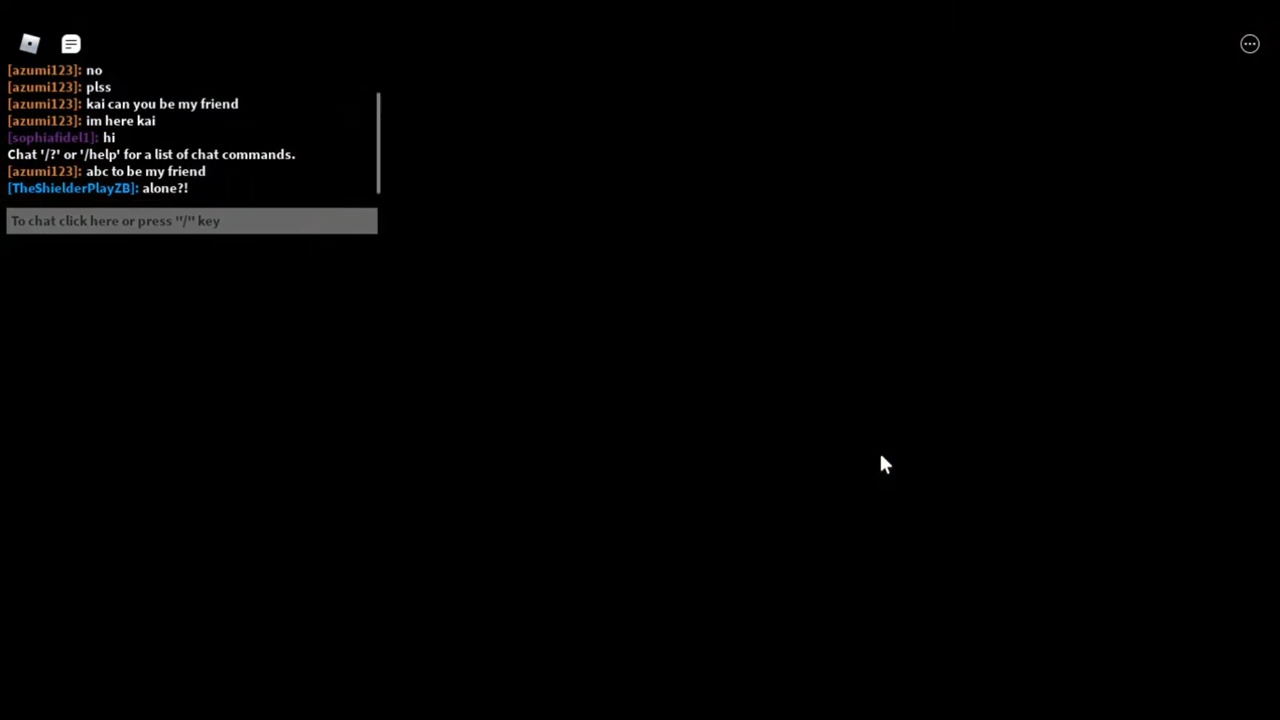 [azumi123]: no
[azumi123]: plss
[azumi123]: kai can you be my friend
[azumi123]: im here kai
[sophiafidel1]: hi
Chat '/?' or '/help' for a list of chat commands.
[azumi123]: abc to be my friend
[TheShielderPlayZB]: alone?!
To chat click here or press "/" key